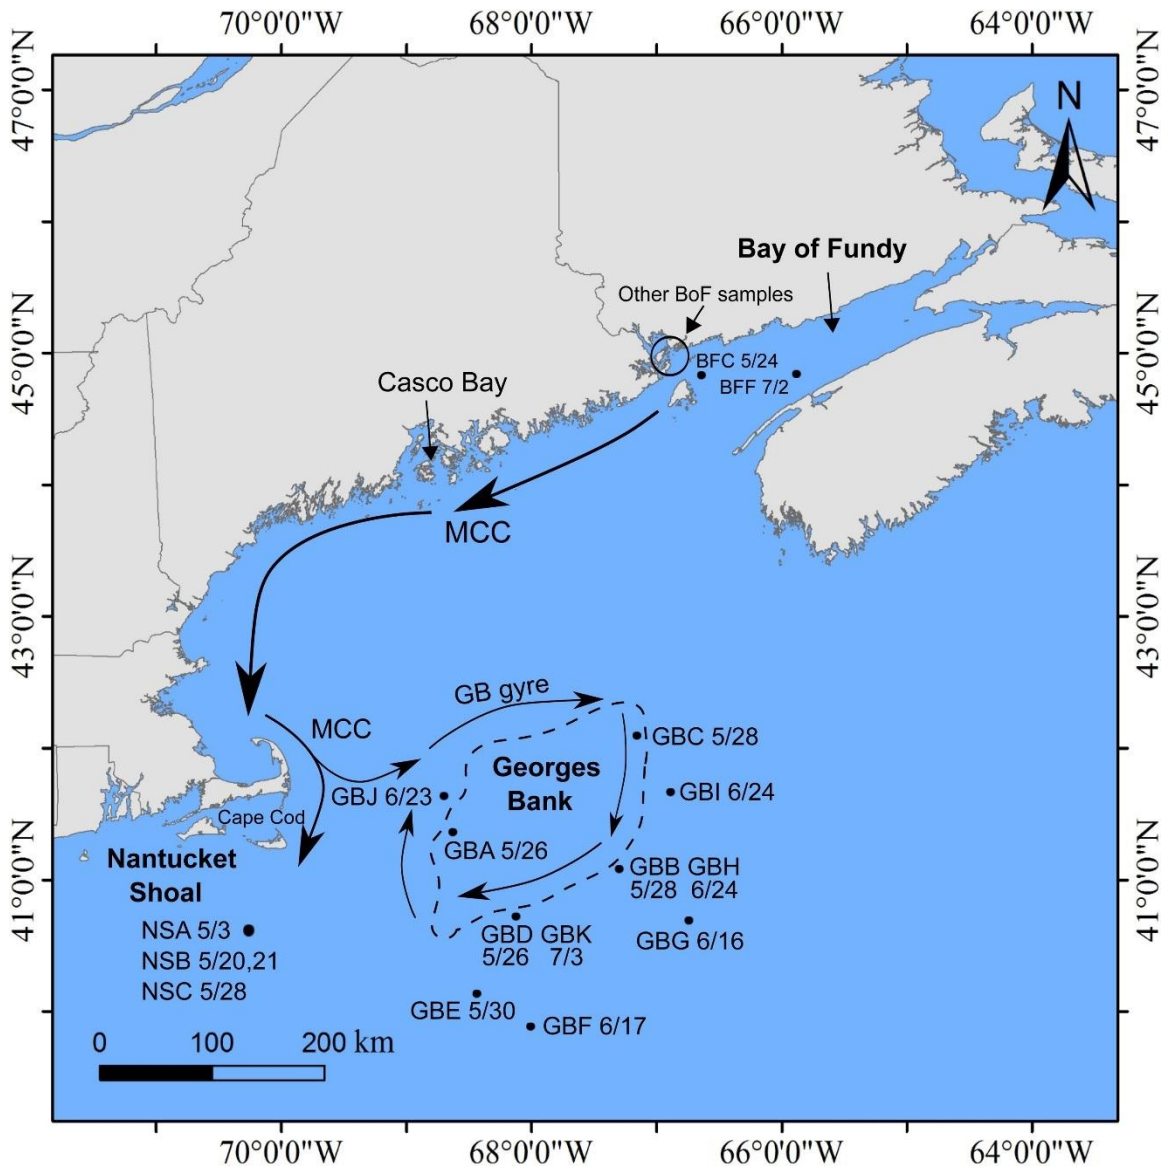 70°0'0"W 68°0'0"W 66°0'0"W 64°0'0"W
47°0'0"N
47°0'0"N
N
Bay of Fundy
Other BoF samples
45°0'0"N
45°0'0"N
BFC 5/24
BFF 7/2
Casco Bay
MCC
43°0'0"N
43°0'0"N
GB gyre
MCC
GBC 5/28
Georges
Bank
GBJ 6/23
GBI 6/24
Cape Cod
GBA 5/26
Nantucket
Shoal
GBB GBH
5/28 6/24
41°0'0"N
41°0'0"N
NSA 5/3
NSB 5/20,21
NSC 5/28
GBD GBK
5/26 7/3
GBG 6/16
GBE 5/30
GBF 6/17
0 100 200 km
70°0'0"W 68°0'0"W 66°0'0"W 64°0'0"W